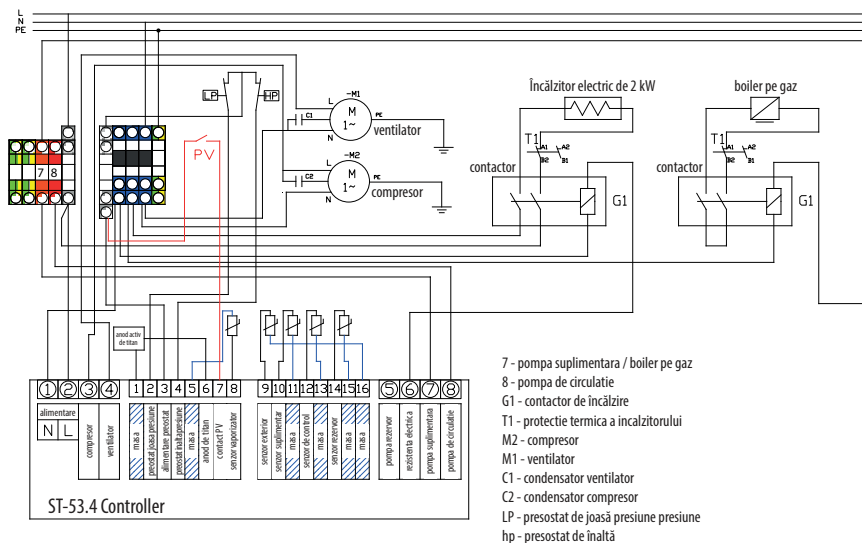 L
N
PE
LP
HP
PV
7 8
L
C1
N
-M1
M
1~
PE
ventilator
L
C2
N
-M2
M
1~
PE
compresor
Încălzitor electric de 2 kW
T1
A1 A2
B2 B1
contactor
G1
boiler pe gaz
T1
A1 A2
B2 B1
contactor
G1
anod activ
de titan
1 2 3 4
1 2 3 4 5 6 7 8
9 10 11 12 13 14 15 16
5 6 7 8
alimentare
N L
compresor
ventilator
masa
preostat joasa presiune
alimentare preostat
preostat inalta presiune
masa
anod de titan
contact PV
senzor vaporizator
senzor exterior
senzor suplimentar
masa
senzor de control
masa
senzor rezervor
masa
masa
pompa rezervor
rezistenta electrica
pompa suplimentara
pompa de circulatie
ST-53.4 Controller
7 - pompa suplimentara / boiler pe gaz
8 - pompa de circulatie
G1 - contactor de încălzire
T1 - protectie termica a incalzitorului
M2 - compresor
M1 - ventilator
C1 - condensator ventilator
C2 - condensator compresor
LP - presostat de joasă presiune presiune
hp - presostat de înaltă